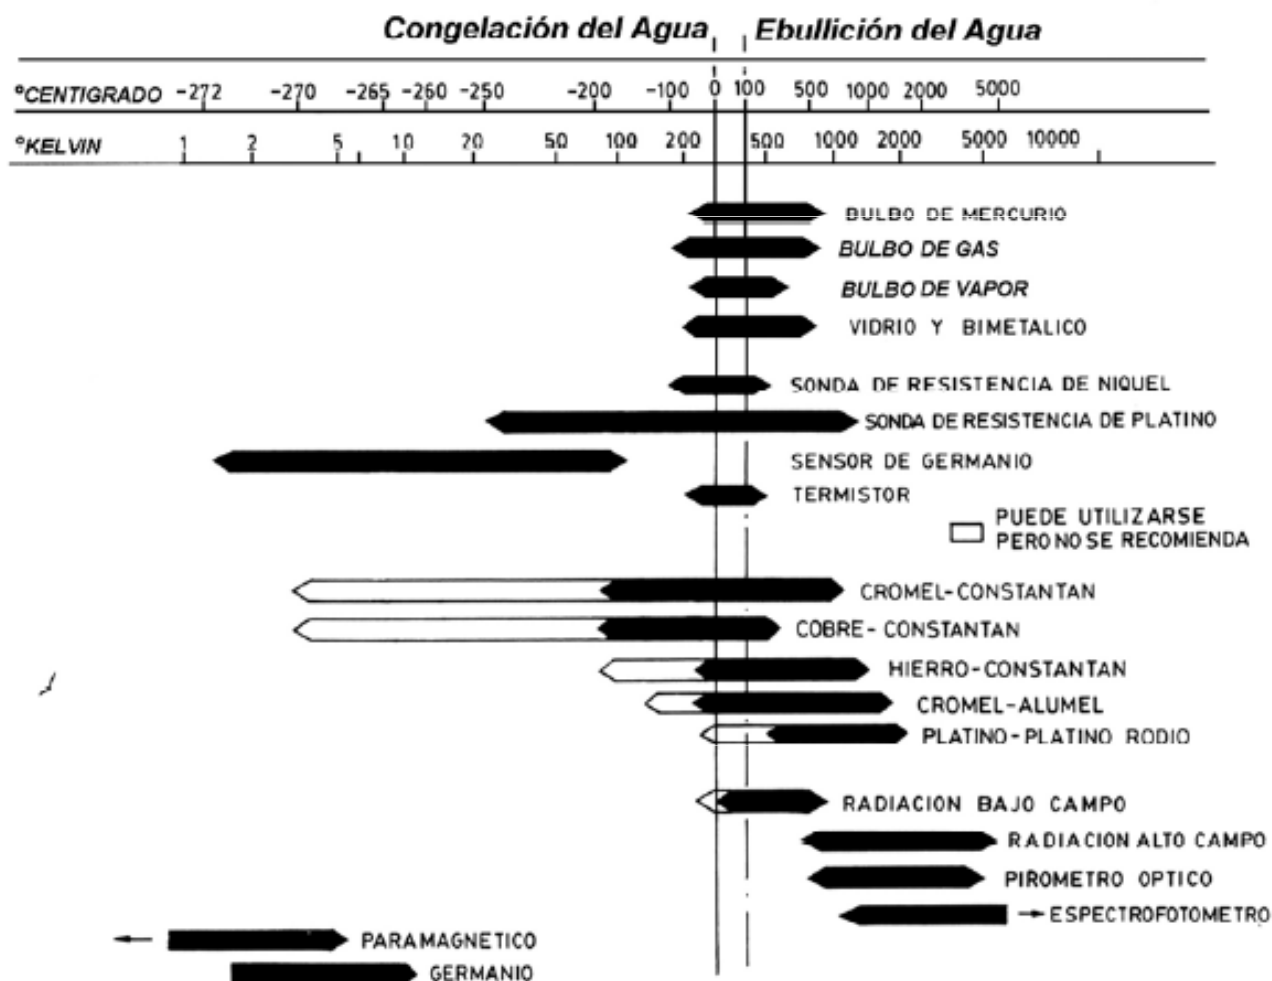 Congelación del Agua Ebullición del Agua
°CENTIGRADO -272 -270 -265 -260 -250 -200 -100 0 100 500 1000 2000 5000
°KELVIN 1 2 5 10 20 50 100 200 500 1000 2000 5000 10000
BULBO DE MERCURIO
BULBO DE GAS
BULBO DE VAPOR
VIDRIO Y BIMETALICO
SONDA DE RESISTENCIA DE NIQUEL
SONDA DE RESISTENCIA DE PLATINO
SENSOR DE GERMANIO
TERMISTOR
PUEDE UTILIZARSE
PERO NO SE RECOMIENDA
CROMEL-CONSTANTAN
COBRE-CONSTANTAN
HIERRO-CONSTANTAN
CROMEL-ALUMEL
PLATINO-PLATINO RODIO
RADIACION BAJO CAMPO
RADIACION ALTO CAMPO
PIROMETRO OPTICO
ESPECTROFOTOMETRO
PARAMAGNETICO
GERMANIO